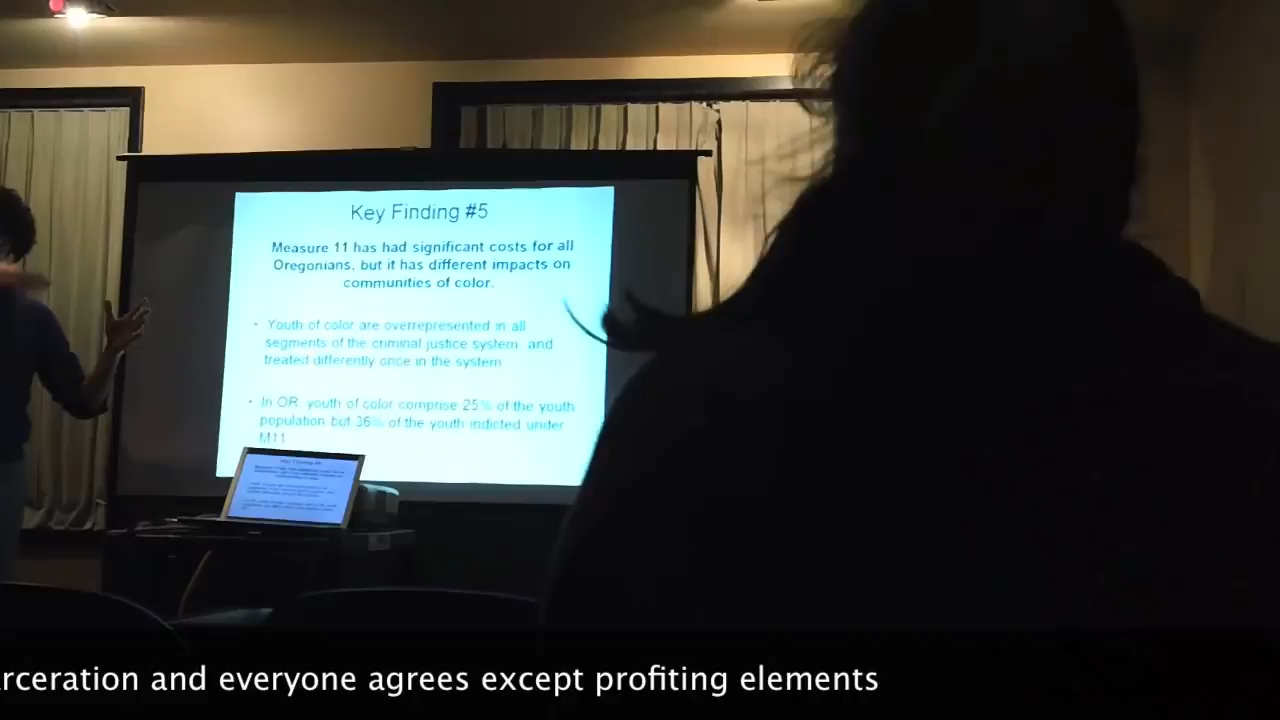 Key Finding #5
Measure 11 has had significant costs for all
Oregonians, but it has different impacts on
communities of color.
• Youth of color are overrepresented in all
segments of the criminal justice system, and
treated differently once in the system
• In OR, youth of color comprise 25% of the youth
population but 36% of the youth indicted under
M11
Key Finding #5
rceration and everyone agrees except profiting elements